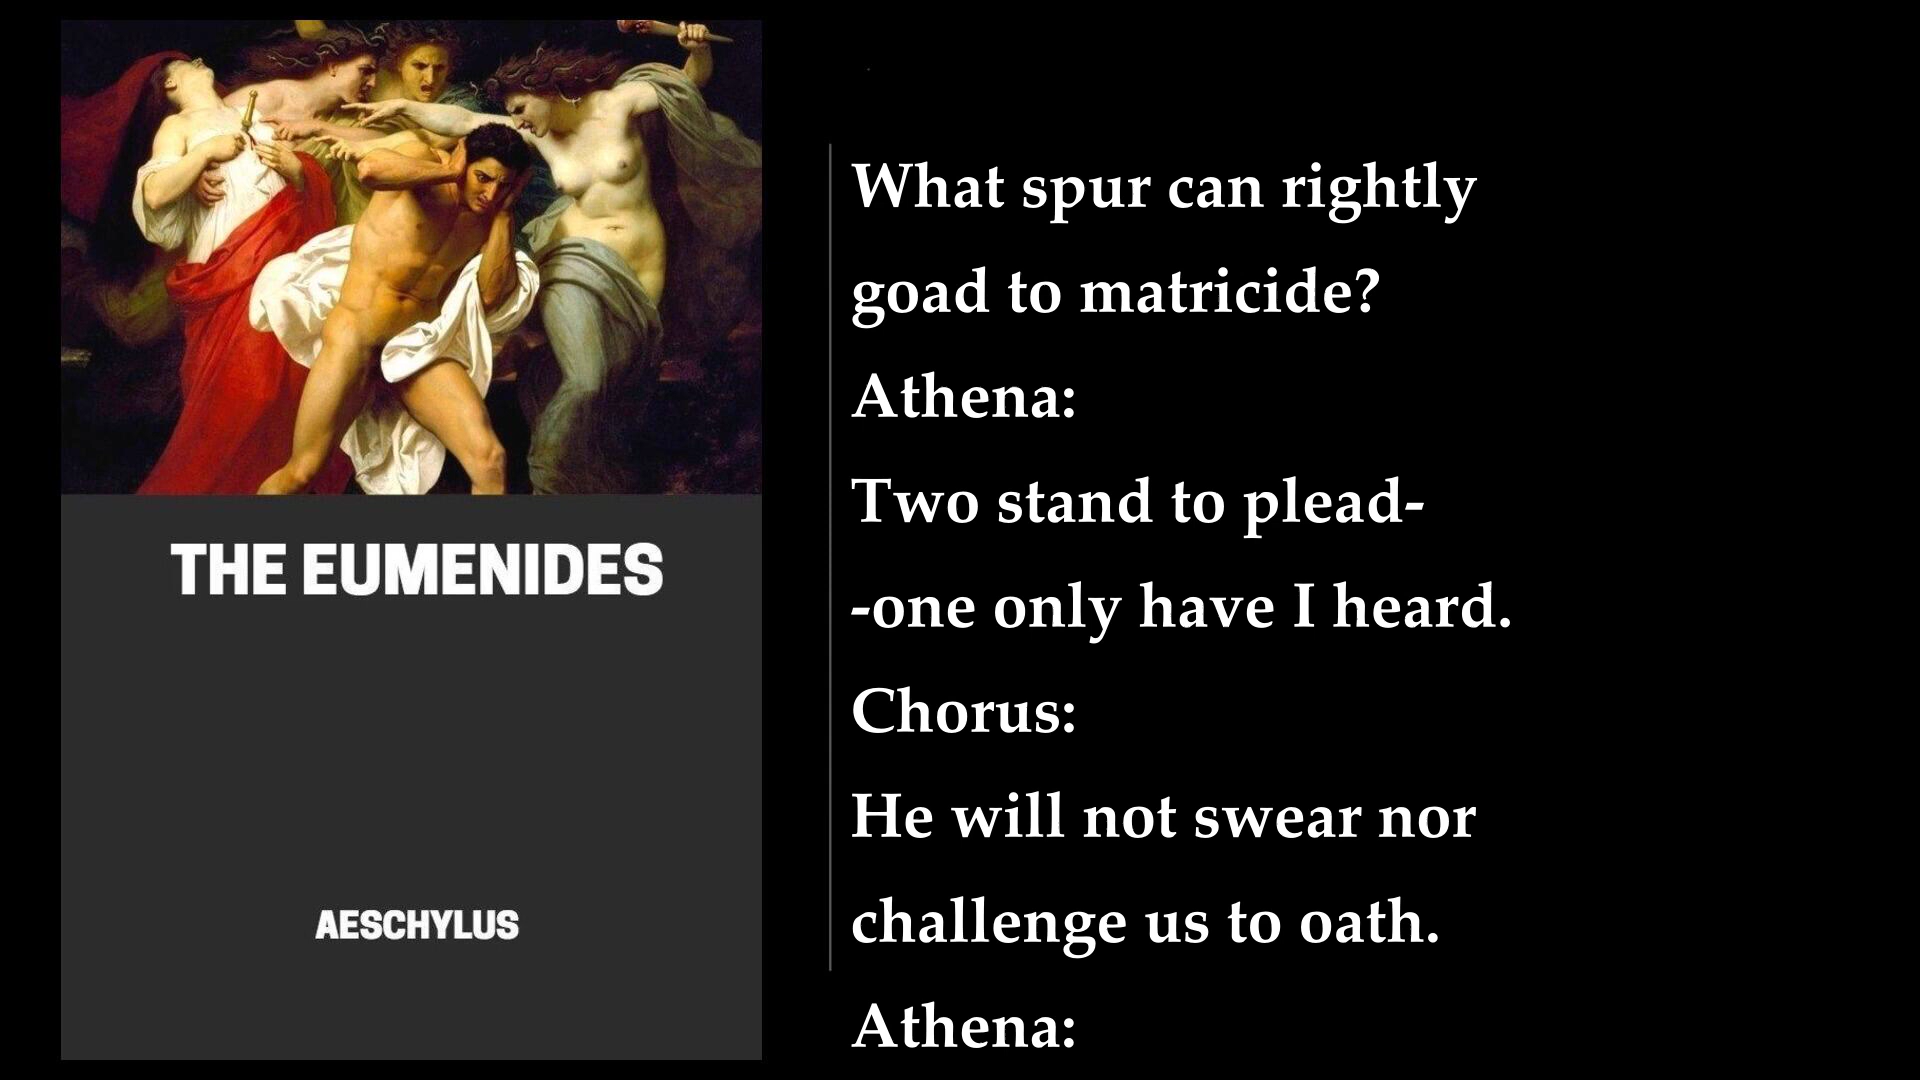 THE EUMENIDES
AESCHYLUS
What spur can rightly
goad to matricide?
Athena:
Two stand to plead-
-one only have I heard.
Chorus:
He will not swear nor
challenge us to oath.
Athena: